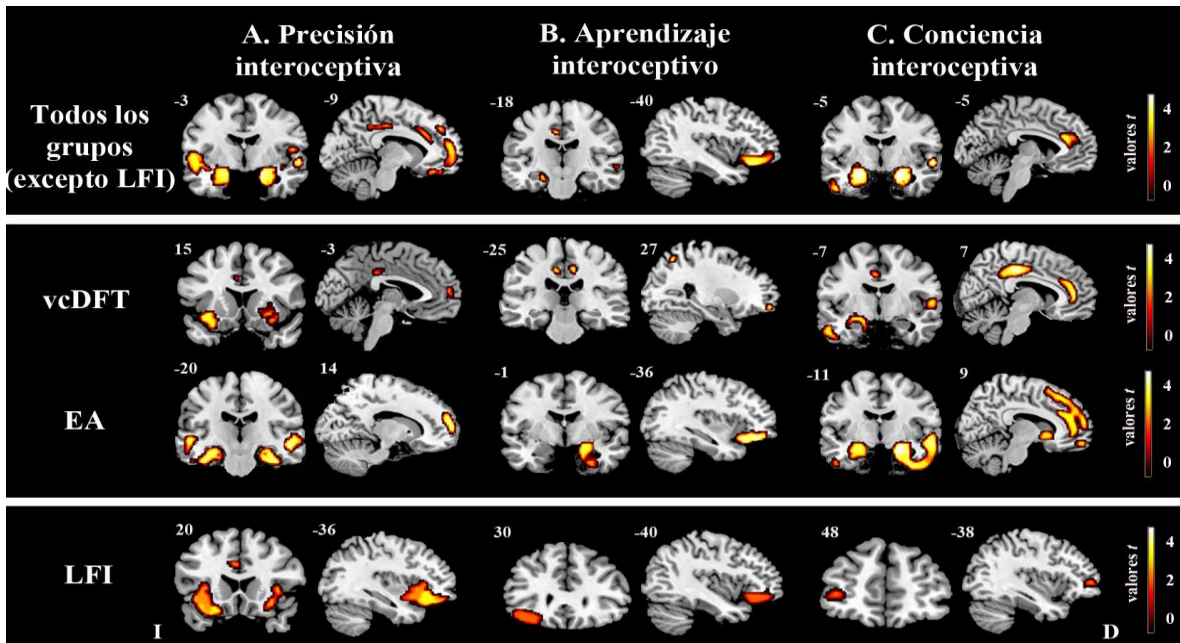 A. Precisión
interoceptiva
B. Aprendizaje
interoceptivo
C. Conciencia
interoceptiva
Todos los
grupos
(excepto LFI)
-3
-9
-18
-40
-5
-5
valores t
4
2
0
vcDFT
15
-3
-25
27
-7
7
valores t
4
2
0
EA
-20
14
-1
-36
-11
9
valores t
4
2
0
LFI
20
-36
30
-40
48
-38
valores t
4
2
0
I
D